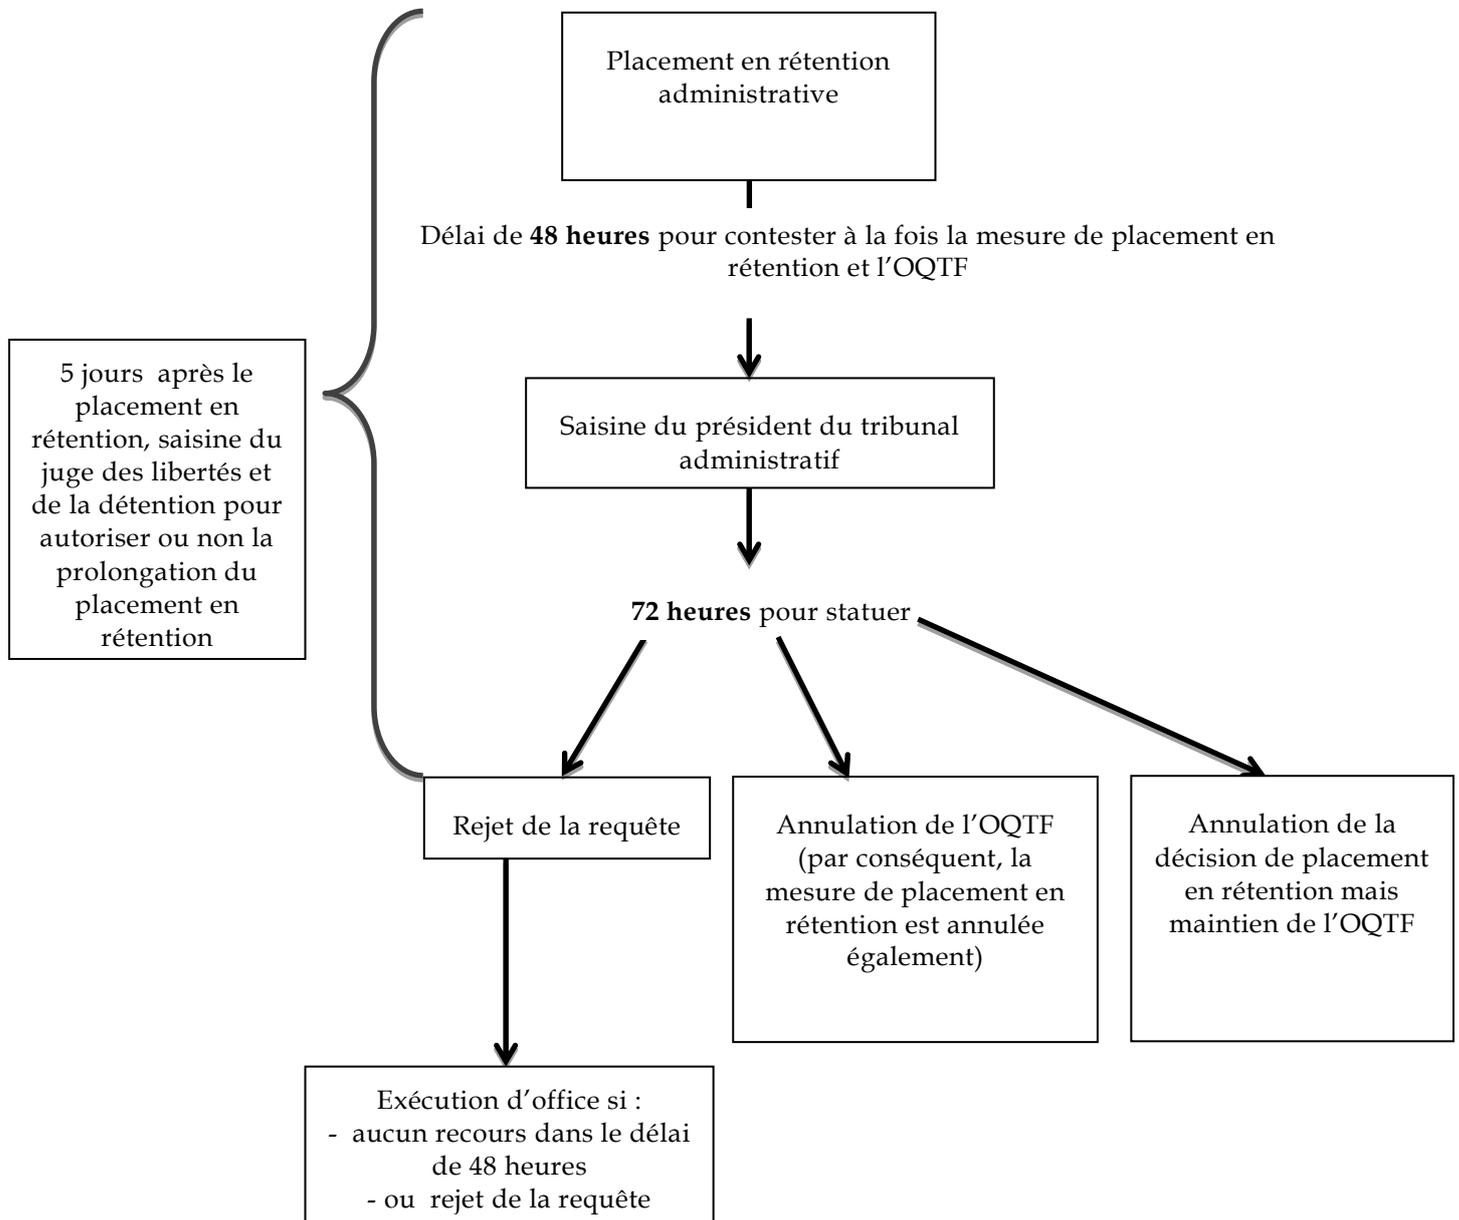 Placement en rétention
administrative
Délai de 48 heures pour contester à la fois la mesure de placement en
rétention et l’OQTF
5 jours  après le
placement en
rétention, saisine du
juge des libertés et
de la détention pour
autoriser ou non la
prolongation du
placement en
rétention
Saisine du président du tribunal
administratif
72 heures pour statuer
Rejet de la requête
Annulation de l’OQTF
(par conséquent, la
mesure de placement en
rétention est annulée
également)
Annulation de la
décision de placement
en rétention mais
maintien de l’OQTF
Exécution d’office si :
-  aucun recours dans le délai
de 48 heures
- ou  rejet de la requête